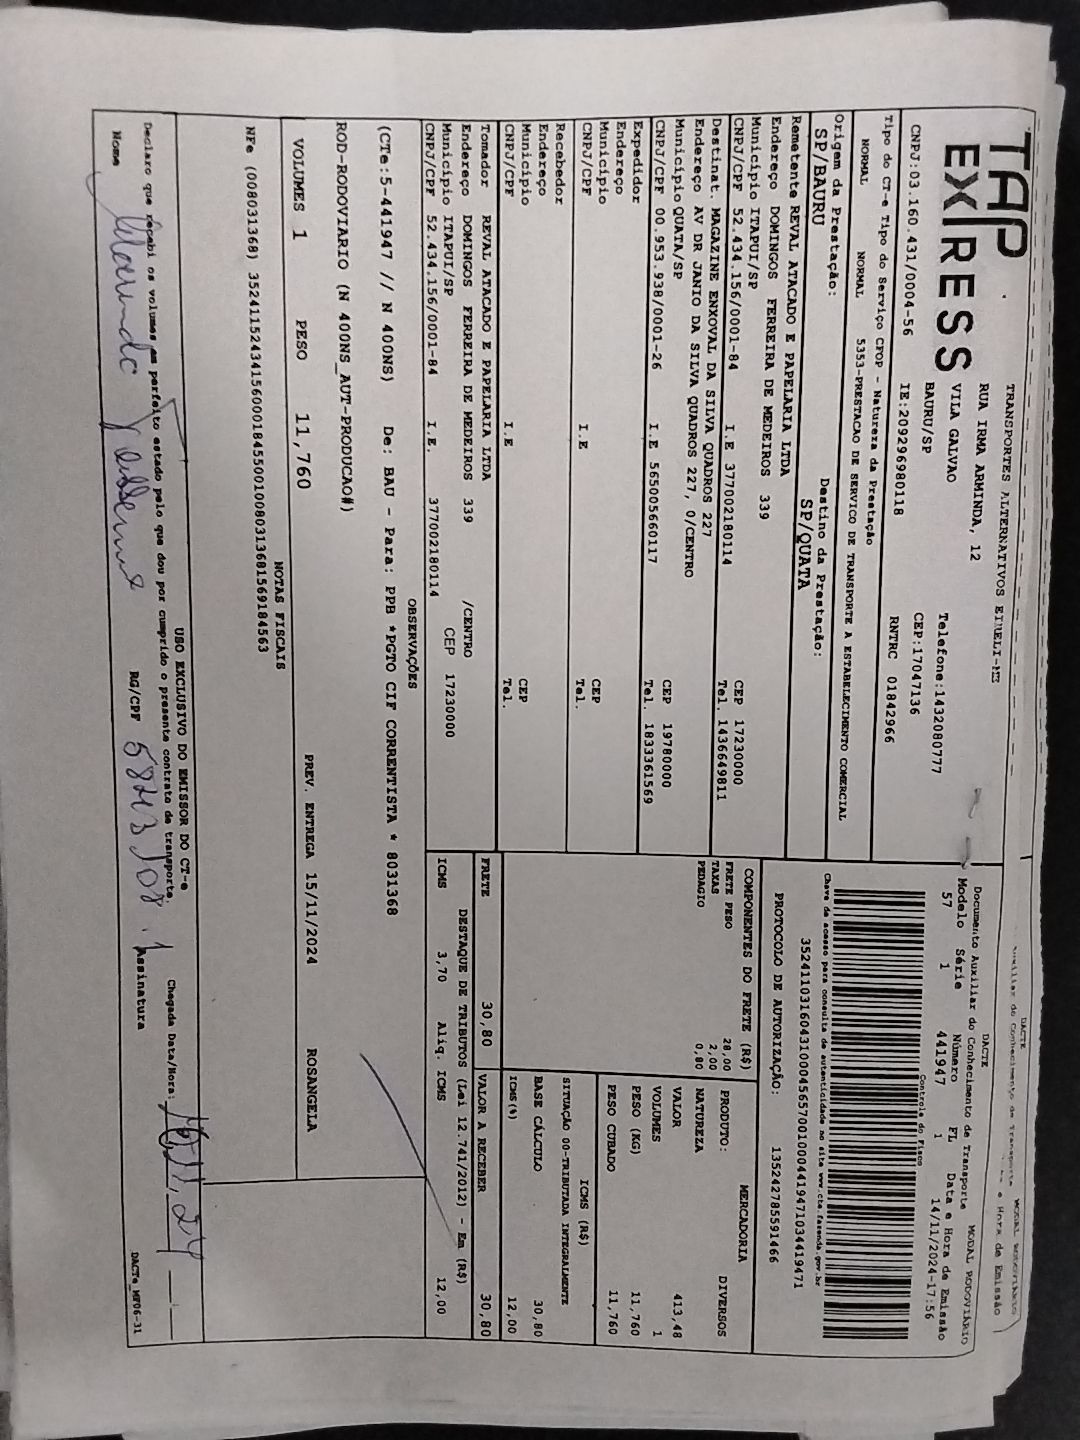 TAP EXPRESS
TRANSPORTES ALTERNATIVOS EIRELI-ME
RUA IRMA ARMINDA, 12
VILA GALVAO
BAURU/SP
Telefone:1432080777
CEP:17047136
CNPJ:03.160.431/0004-56 IE:209296980118 RNTRC 01842966
DACTE
Documento Auxiliar do Conhecimento de Transporte MODAL RODOVIÁRIO
Modelo Série Número FL Data e Hora de Emissão
57 1 441947 1 14/11/2024-17:56
Controle do Fisco
Chave de acesso para consulta de autenticidade no site www.cte.fazenda.gov.br
35241103160431000456570010004419471034419471
PROTOCOLO DE AUTORIZAÇÃO: 135242785591466
Tipo do CT-e Tipo do Serviço CFOP - Natureza da Prestação
NORMAL NORMAL 5353-PRESTACAO DE SERVICO DE TRANSPORTE A ESTABELECIMENTO COMERCIAL
Origem da Prestação: Destino da Prestação:
SP/BAURU SP/QUATA
Remetente REVAL ATACADO E PAPELARIA LTDA
Endereço DOMINGOS FERREIRA DE MEDEIROS 339
Município ITAPUI/SP CEP 17230000
CNPJ/CPF 52.434.156/0001-84 I.E 377002180114 Tel. 1436649811
Destinat. MAGAZINE ENXOVAL DA SILVA QUADROS 227
Endereço AV DR JANIO DA SILVA QUADROS 227, 0/CENTRO
Município QUATA/SP CEP 19780000
CNPJ/CPF 00.953.938/0001-26 I.E 565005660117 Tel. 1833361569
Expedidor
Endereço
Município CEP
CNPJ/CPF I.E Tel.
Recebedor
Endereço
Município CEP
CNPJ/CPF I.E Tel.
Tomador REVAL ATACADO E PAPELARIA LTDA
Endereço DOMINGOS FERREIRA DE MEDEIROS 339 /CENTRO
Município ITAPUI/SP CEP 17230000
CNPJ/CPF 52.434.156/0001-84 I.E. 377002180114
COMPONENTES DO FRETE (R$)
FRETE PESO 28,00
TAXAS 2,00
PEDAGIO 0,80
MERCADORIA
PRODUTO: DIVERSOS
NATUREZA
VALOR 413,48
VOLUMES 1
PESO (KG) 11,760
PESO CUBADO 11,760
ICMS (R$)
SITUAÇÃO 00-TRIBUTADA INTEGRALMENTE
BASE CÁLCULO 30,80
ICMS(%) 12,00
FRETE 30,80 VALOR A RECEBER 30,80
DESTAQUE DE TRIBUTOS (Lei 12.741/2012) - Em (R$)
ICMS 3,70 Aliq. ICMS 12,00
OBSERVAÇÕES
(CTe:5-441947 // N 400NS) De: BAU - Para: PPB *PGTO CIF CORRENTISTA * 8031368
ROD-RODOVIARIO (N 400NS_AUT-PRODUCAO#)
VOLUMES 1 PESO 11,760 PREV. ENTREGA 15/11/2024 ROSANGELA
NOTAS FISCAIS
NFe (008031368) 35241152434156000184550010080313681569184563
USO EXCLUSIVO DO EMISSOR DO CT-e
Declaro que recebi os volumes em perfeito estado pelo que dou por cumprido o presente contrato de transporte.
Chegada Data/Hora:
Nome RG/CPF Assinatura
DACTe_MF06-31